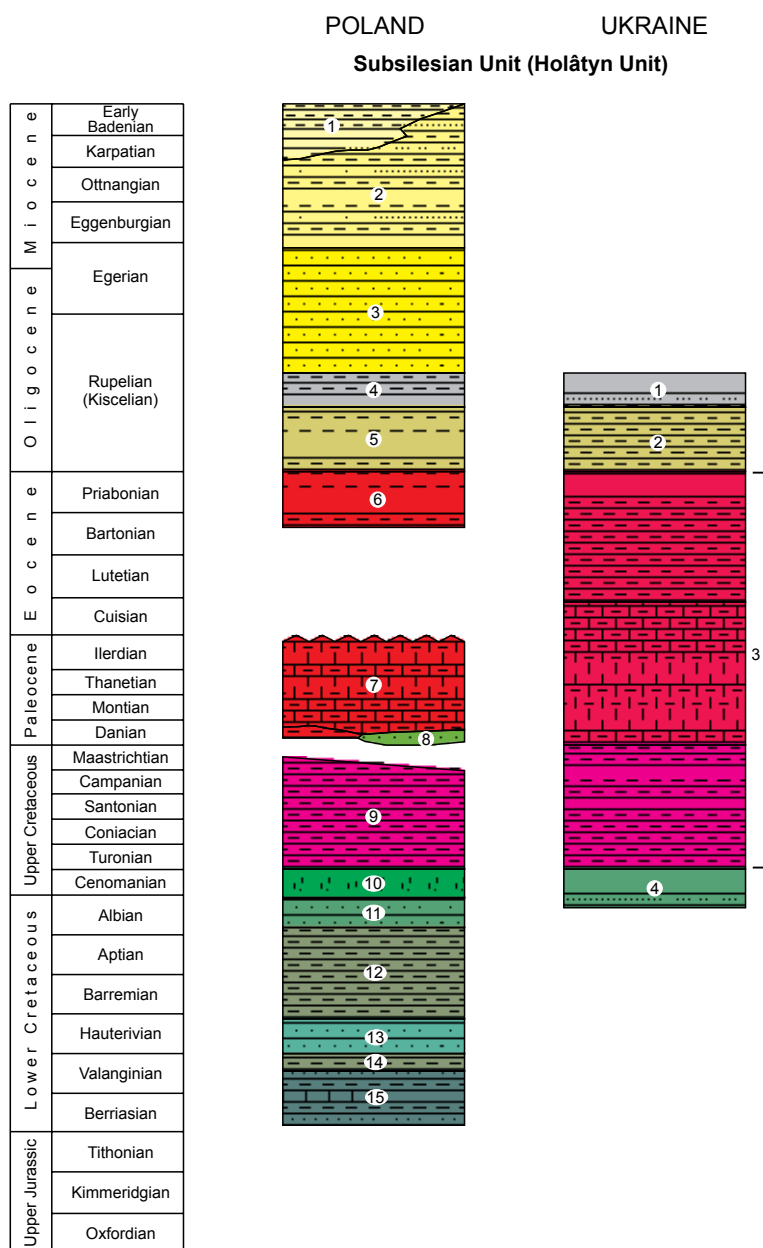 POLAND UKRAINE
Subsilesian Unit (Holâtyn Unit)
Miocene
Early
Badenian
Karpatian
Ottnangian
Eggenburgian
Egerian
Oligocene
Rupelian
(Kiscelian)
Eocene
Priabonian
Bartonian
Lutetian
Cuisian
Paleocene
Ilerdian
Thanetian
Montian
Danian
Upper Cretaceous
Maastrichtian
Campanian
Santonian
Coniacian
Turonian
Cenomanian
Lower Cretaceous
Albian
Aptian
Barremian
Hauterivian
Valanginian
Berriasian
Upper Jurassic
Tithonian
Kimmeridgian
Oxfordian
1
2
3
4
5
6
7
8
9
10
11
12
13
14
15
1
2
3
4